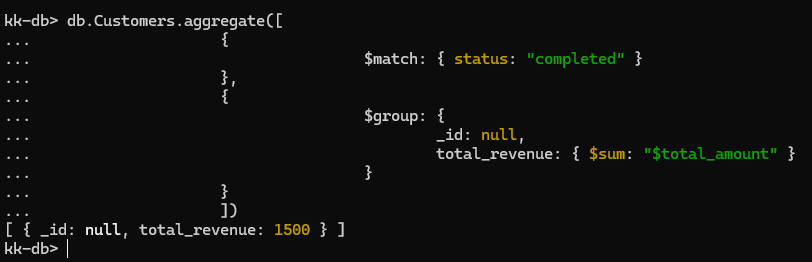 kk-db> db.Customers.aggregate([
... {
... $match: { status: "completed" }
... },
... {
... $group: {
... _id: null,
... total_revenue: { $sum: "$total_amount" }
... }
... }
... ])
[ { _id: null, total_revenue: 1500 } ]
kk-db>